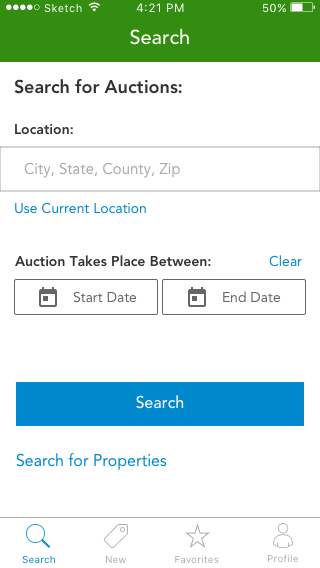 Sketch 4:21 PM 50%
Search
Search for Auctions:
Location:
City, State, County, Zip
Use Current Location
Auction Takes Place Between: Clear
Start Date End Date
Search
Search for Properties
Search New Favorites Profile